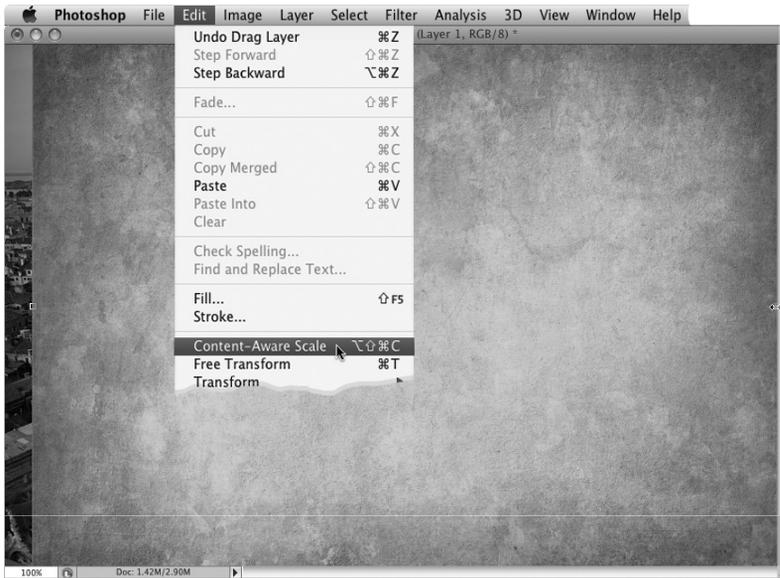 Photoshop File Edit Image Layer Select Filter Analysis 3D View Window Help
(Layer 1, RGB/8) *
Undo Drag Layer ⌘Z
Step Forward ⇧⌘Z
Step Backward ⌥⌘Z
Fade... ⇧⌘F
Cut ⌘X
Copy ⌘C
Copy Merged ⇧⌘C
Paste ⌘V
Paste Into ⇧⌘V
Clear
Check Spelling...
Find and Replace Text...
Fill... ⇧F5
Stroke...
Content-Aware Scale ⌥⇧⌘C
Free Transform ⌘T
Transform
100% Doc: 1.42M/2.90M